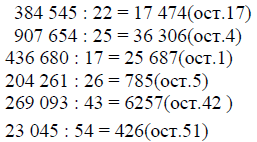 384 545 : 22 = 17 474(ост.17)
907 654 : 25 = 36 306(ост.4)
436 680 : 17 = 25 687(ост.1)
204 261 : 26 = 785(ост.5)
269 093 : 43 = 6257(ост.42 )
23 045 : 54 = 426(ост.51)